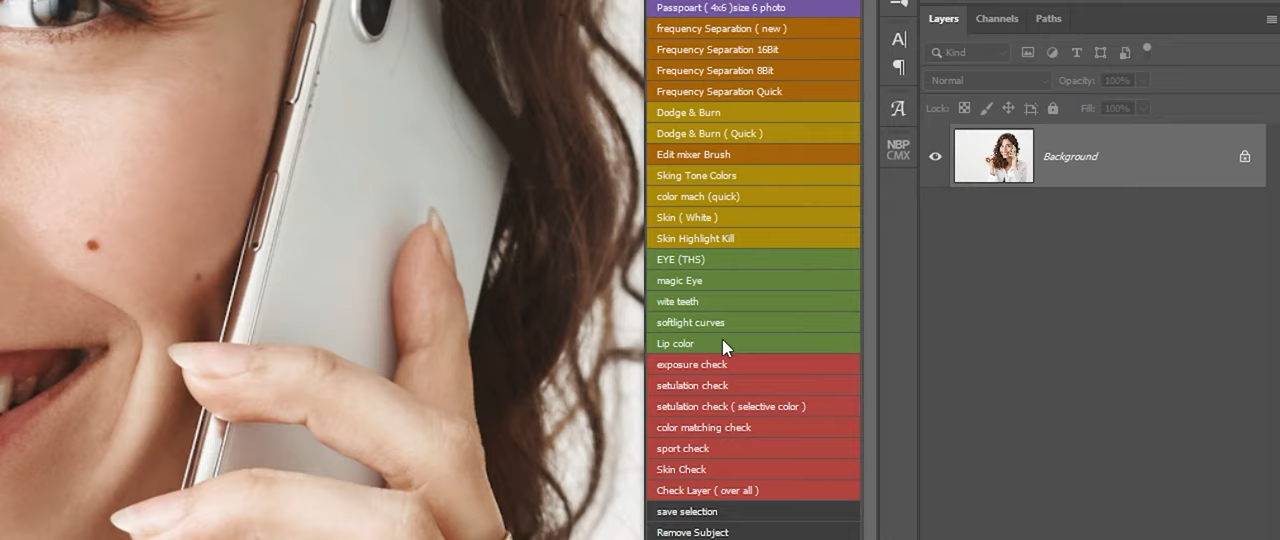 Passpoart ( 4x6 )size 6 photo
frequency Separation ( new )
Frequency Separation 16Bit
Frequency Separation 8Bit
Frequency Separation Quick
Dodge & Burn
Dodge & Burn ( Quick )
Edit mixer Brush
Sking Tone Colors
color mach (quick)
Skin ( White )
Skin Highlight Kill
EYE (THS)
magic Eye
wite teeth
softlight curves
Lip color
exposure check
setulation check
setulation check ( selective color )
color matching check
sport check
Skin Check
Check Layer ( over all )
save selection
Remove Subject
A
A
NBP
CMX
Layers Channels Paths
Kind T
Normal Opacity: 100%
Lock: Fill: 100%
Background